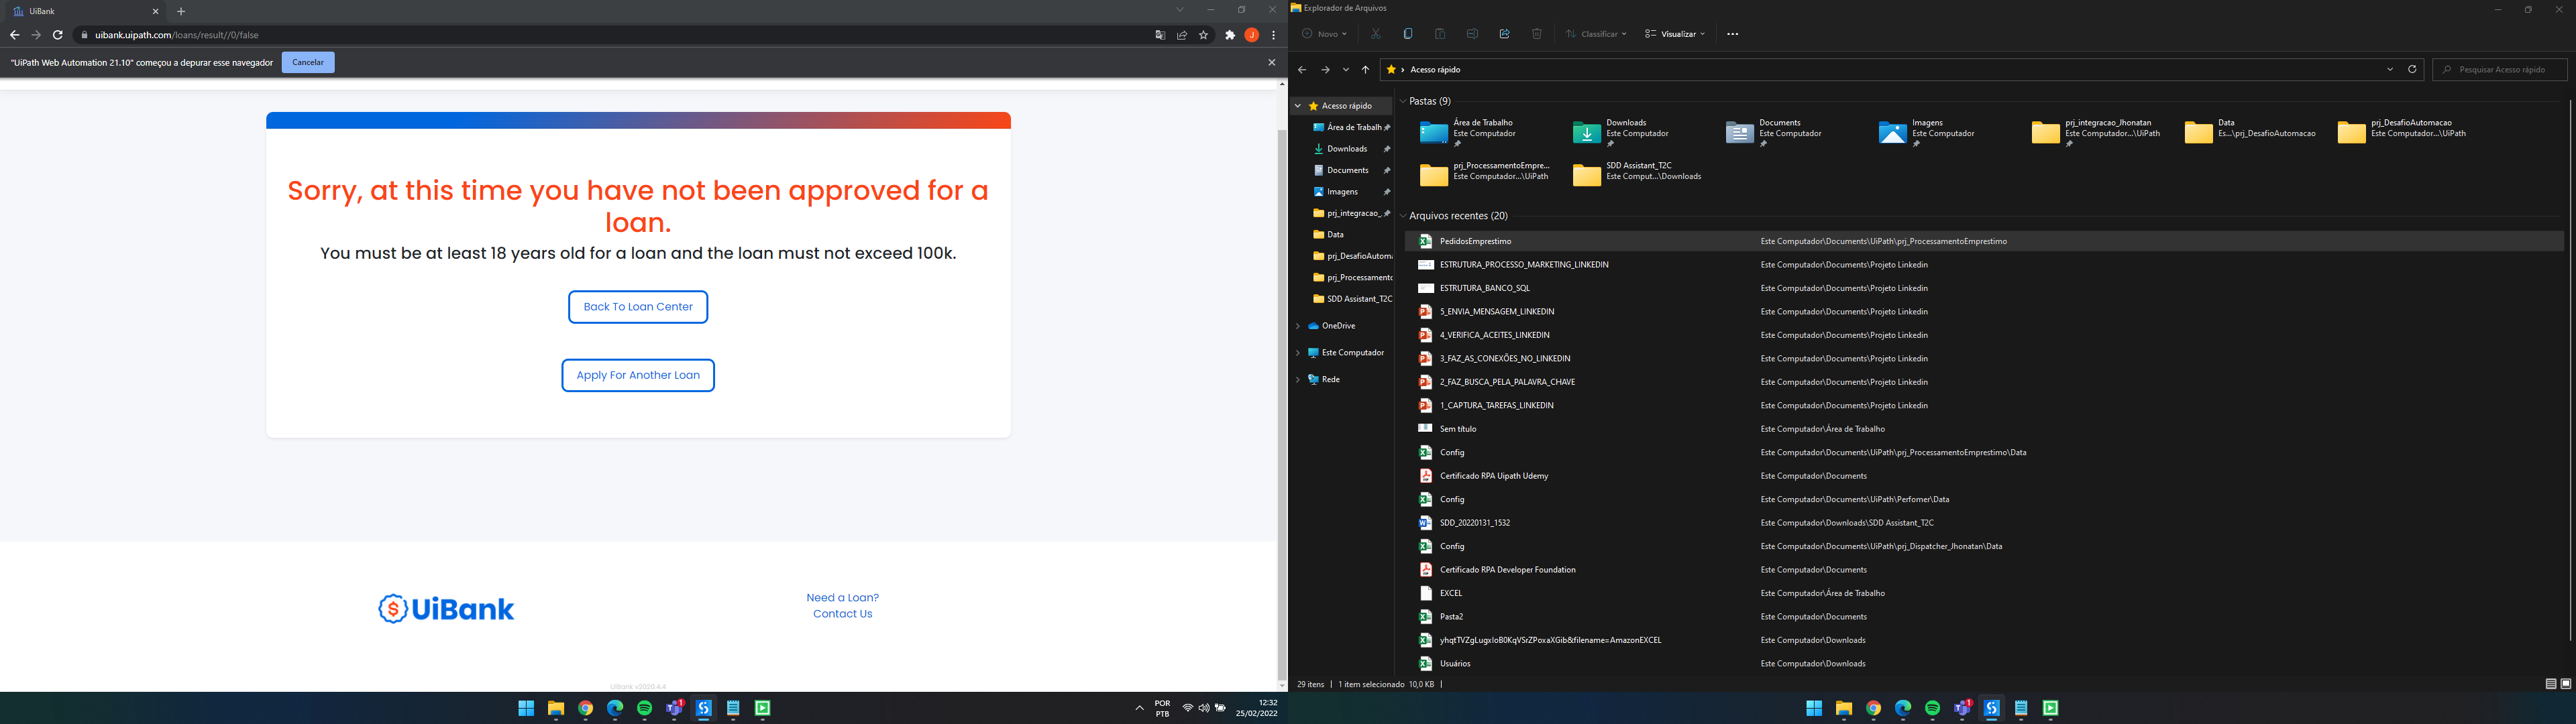 UiBank
uibank.uipath.com/loans/result//0/false
J
"UiPath Web Automation 21.10" começou a depurar esse navegador
Cancelar
Sorry, at this time you have not been approved for a
loan.
You must be at least 18 years old for a loan and the loan must not exceed 100k.
Back To Loan Center
Apply For Another Loan
UiBank
Need a Loan?
Contact Us
UiBank v2020.4.4
POR
PTB
12:32
25/02/2022
Explorador de Arquivos
Novo
Classificar
Visualizar
Acesso rápido
Pesquisar Acesso rápido
Acesso rápido
Área de Trabalh
Downloads
Documents
Imagens
prj_integracao_
Data
prj_DesafioAutoma
prj_Processamento
SDD Assistant_T2C
OneDrive
Este Computador
Rede
Pastas (9)
Área de Trabalho
Este Computador
Downloads
Este Computador
Documents
Este Computador
Imagens
Este Computador
prj_integracao_Jhonatan
Este Computador...\UiPath
Data
Es...\prj_DesafioAutomacao
prj_DesafioAutomacao
Este Computador...\UiPath
prj_ProcessamentoEmpre...
Este Computador...\UiPath
SDD Assistant_T2C
Este Comput...\Downloads
Arquivos recentes (20)
PedidosEmprestimo Este Computador\Documents\UiPath\prj_ProcessamentoEmprestimo
ESTRUTURA_PROCESSO_MARKETING_LINKEDIN Este Computador\Documents\Projeto Linkedin
ESTRUTURA_BANCO_SQL Este Computador\Documents\Projeto Linkedin
5_ENVIA_MENSAGEM_LINKEDIN Este Computador\Documents\Projeto Linkedin
4_VERIFICA_ACEITES_LINKEDIN Este Computador\Documents\Projeto Linkedin
3_FAZ_AS_CONEXÕES_NO_LINKEDIN Este Computador\Documents\Projeto Linkedin
2_FAZ_BUSCA_PELA_PALAVRA_CHAVE Este Computador\Documents\Projeto Linkedin
1_CAPTURA_TAREFAS_LINKEDIN Este Computador\Documents\Projeto Linkedin
Sem título Este Computador\Área de Trabalho
Config Este Computador\Documents\UiPath\prj_ProcessamentoEmprestimo\Data
Certificado RPA Uipath Udemy Este Computador\Documents
Config Este Computador\Documents\UiPath\Perfomer\Data
SDD_20220131_1532 Este Computador\Downloads\SDD Assistant_T2C
Config Este Computador\Documents\UiPath\prj_Dispatcher_Jhonatan\Data
Certificado RPA Developer Foundation Este Computador\Documents
EXCEL Este Computador\Área de Trabalho
Pasta2 Este Computador\Documents
yhqtTVZgLugxIoB0KqVSrZPoxaXGib&filename=AmazonEXCEL Este Computador\Downloads
Usuários Este Computador\Downloads
29 itens
1 item selecionado 10,0 KB